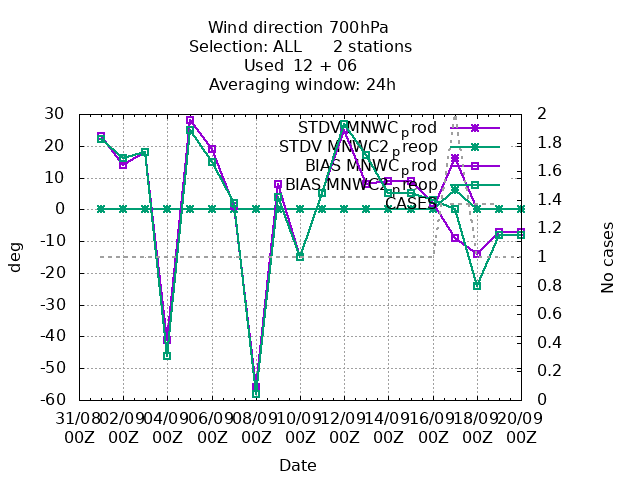 Wind direction 700hPa
Selection: ALL 2 stations
Used 12 + 06
Averaging window: 24h
30
20
10
0
-10
-20
-30
-40
-50
-60
deg
2
1.8
1.6
1.4
1.2
1
0.8
0.6
0.4
0.2
0
No cases
STDV MNWC_prod
STDV MNWC2_preop
BIAS MNWC_prod
BIAS MNWC2_preop
CASES
31/08 02/09 04/09 06/09 08/09 10/09 12/09 14/09 16/09 18/09 20/09
00Z 00Z 00Z 00Z 00Z 00Z 00Z 00Z 00Z 00Z 00Z
Date